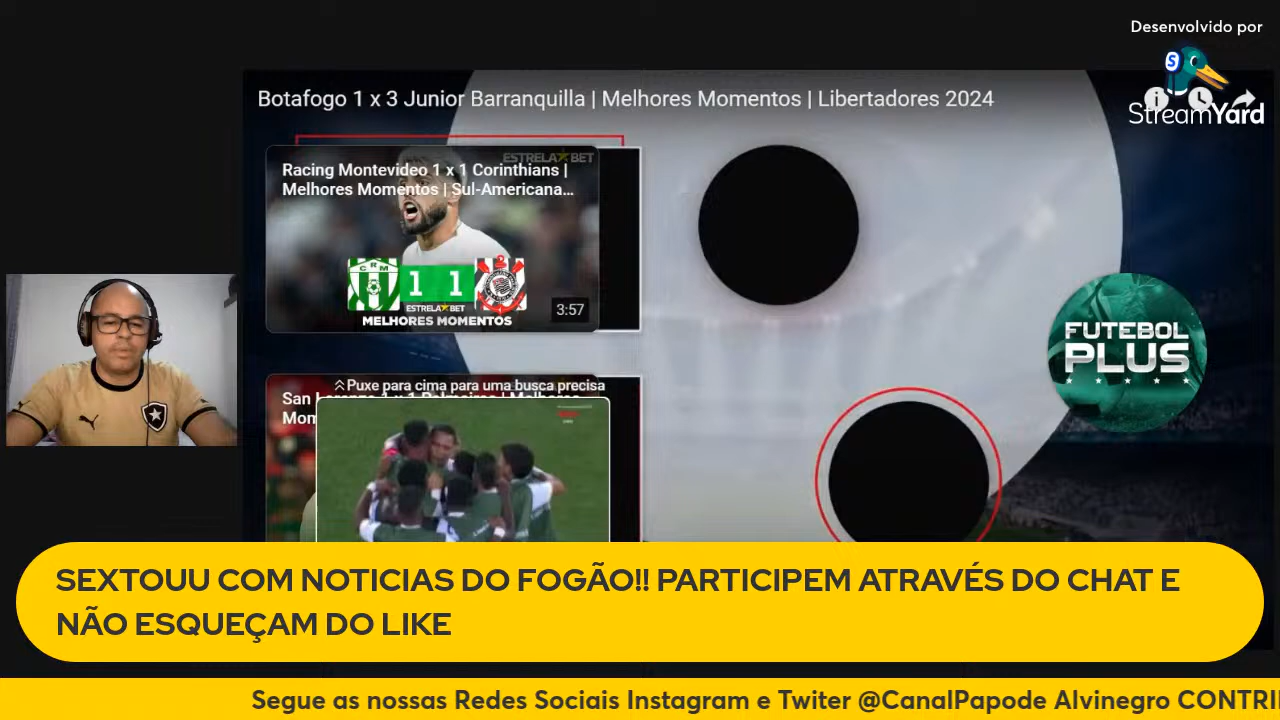 Desenvolvido por
StreamYard
Botafogo 1 x 3 Junior Barranquilla | Melhores Momentos | Libertadores 2024
ESTRELA BET
Racing Montevideo 1 x 1 Corinthians |
Melhores Momentos | Sul-Americana...
CRM
1 1
ESTRELA BET
MELHORES MOMENTOS
3:57
FUTEBOL
PLUS
Puxe para cima para uma busca precisa
San Lorenzo 1 x 1 Palmeiras | Melhores
Mom
SEXTOUU COM NOTICIAS DO FOGÃO!! PARTICIPEM ATRAVÉS DO CHAT E
NÃO ESQUEÇAM DO LIKE
Segue as nossas Redes Sociais Instagram e Twiter @CanalPapode Alvinegro CONTRI